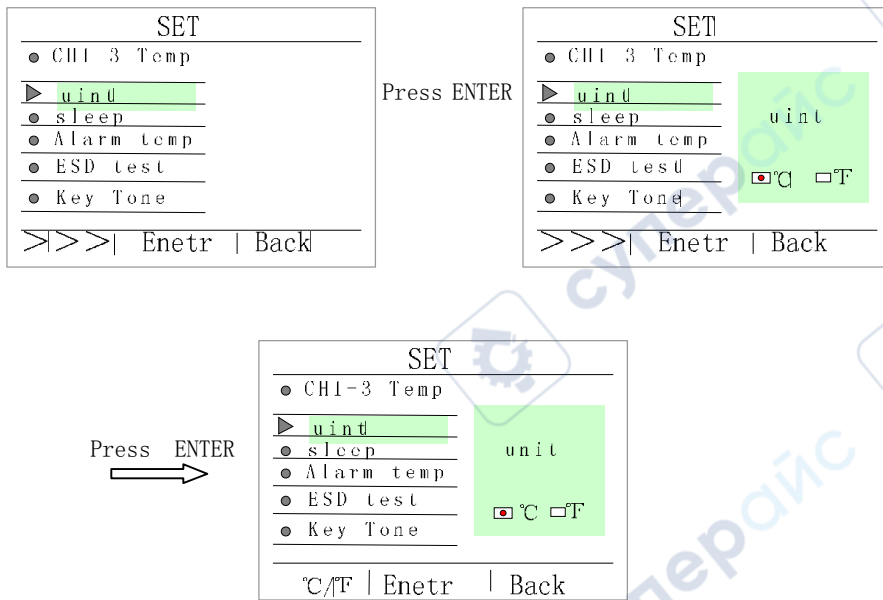 SET
CH1-3 Temp
uint
sleep
Alarm temp
ESD test
Key Tone
>>>| Enetr | Back
Press ENTER
SET
CH1-3 Temp
uint
sleep
Alarm temp
ESD test
Key Tone
uint
℃ ℉
>>>| Enetr | Back
Press ENTER
SET
CH1-3 Temp
uint
sleep
Alarm temp
ESD test
Key Tone
unit
℃ ℉
℃/℉ | Enetr | Back
суперайс
суперайс